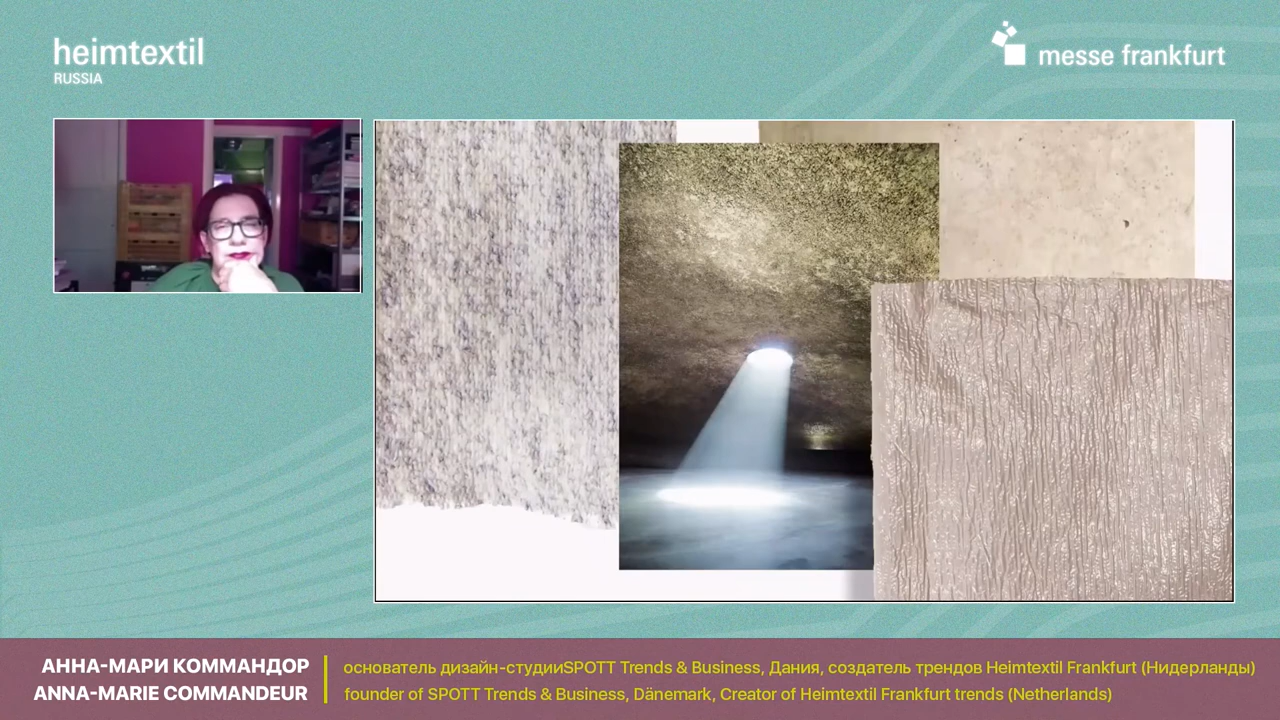 heimtextil
RUSSIA
messe frankfurt
АННА-МАРИ КОММАНДОР
ANNA-MARIE COMMANDEUR
основатель дизайн-студииSPOTT Trends & Business, Дания, создатель трендов Heimtextil Frankfurt (Нидерланды)
founder of SPOTT Trends & Business, Dänemark, Creator of Heimtextil Frankfurt trends (Netherlands)